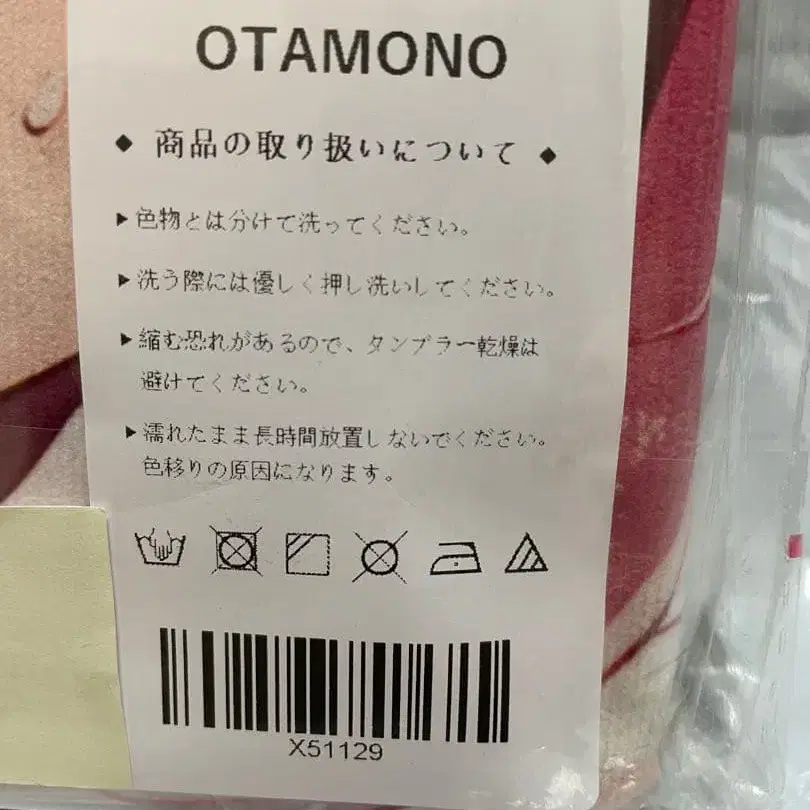 OTAMONO
◆ 商品の取り扱いについて ◆
▶色物とは分けて洗ってください。
▶洗う際には優しく押し洗いしてください。
▶縮む恐れがあるので、タンブラー乾燥は
避けてください。
▶濡れたまま長時間放置しないでください。
色移りの原因になります。
X51129